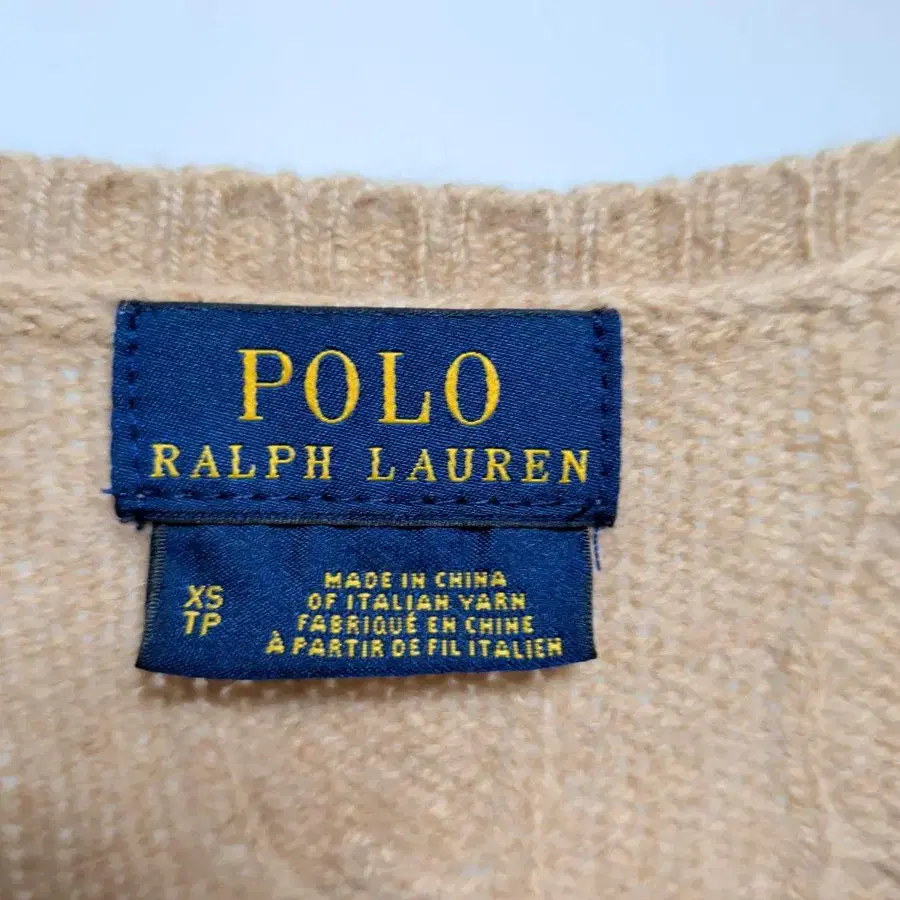 POLO
RALPH LAUREN
XS
TP
MADE IN CHINA
OF ITALIAN YARN
FABRIQUÉ EN CHINE
À PARTIR DE FIL ITALIEN